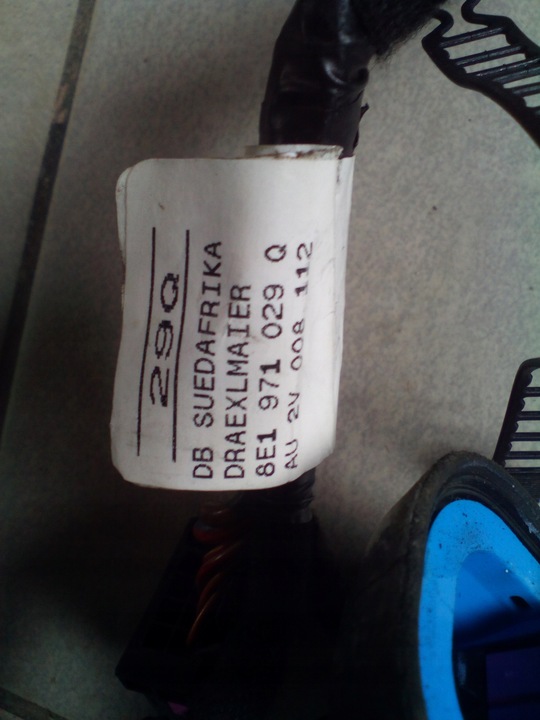 29Q
DB SUEDAFRIKA
DRAEXLMAIER
8E1 971 029 Q
AU 2V 008 112